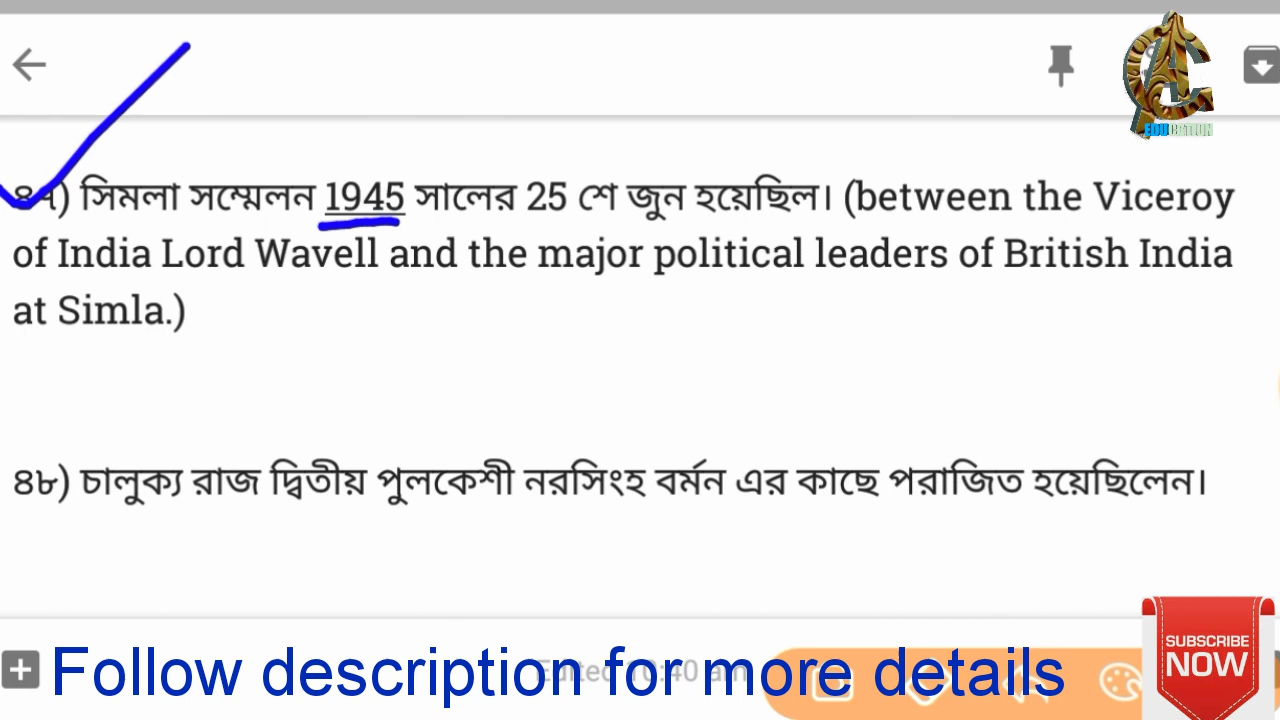 EDUCATION
৪৭) সিমলা সম্মেলন 1945 সালের 25 শে জুন হয়েছিল। (between the Viceroy
of India Lord Wavell and the major political leaders of British India
at Simla.)
৪৮) চালুক্য রাজ দ্বিতীয় পুলকেশী নরসিংহ বর্মন এর কাছে পরাজিত হয়েছিলেন।
SUBSCRIBE
NOW
Follow description for more details